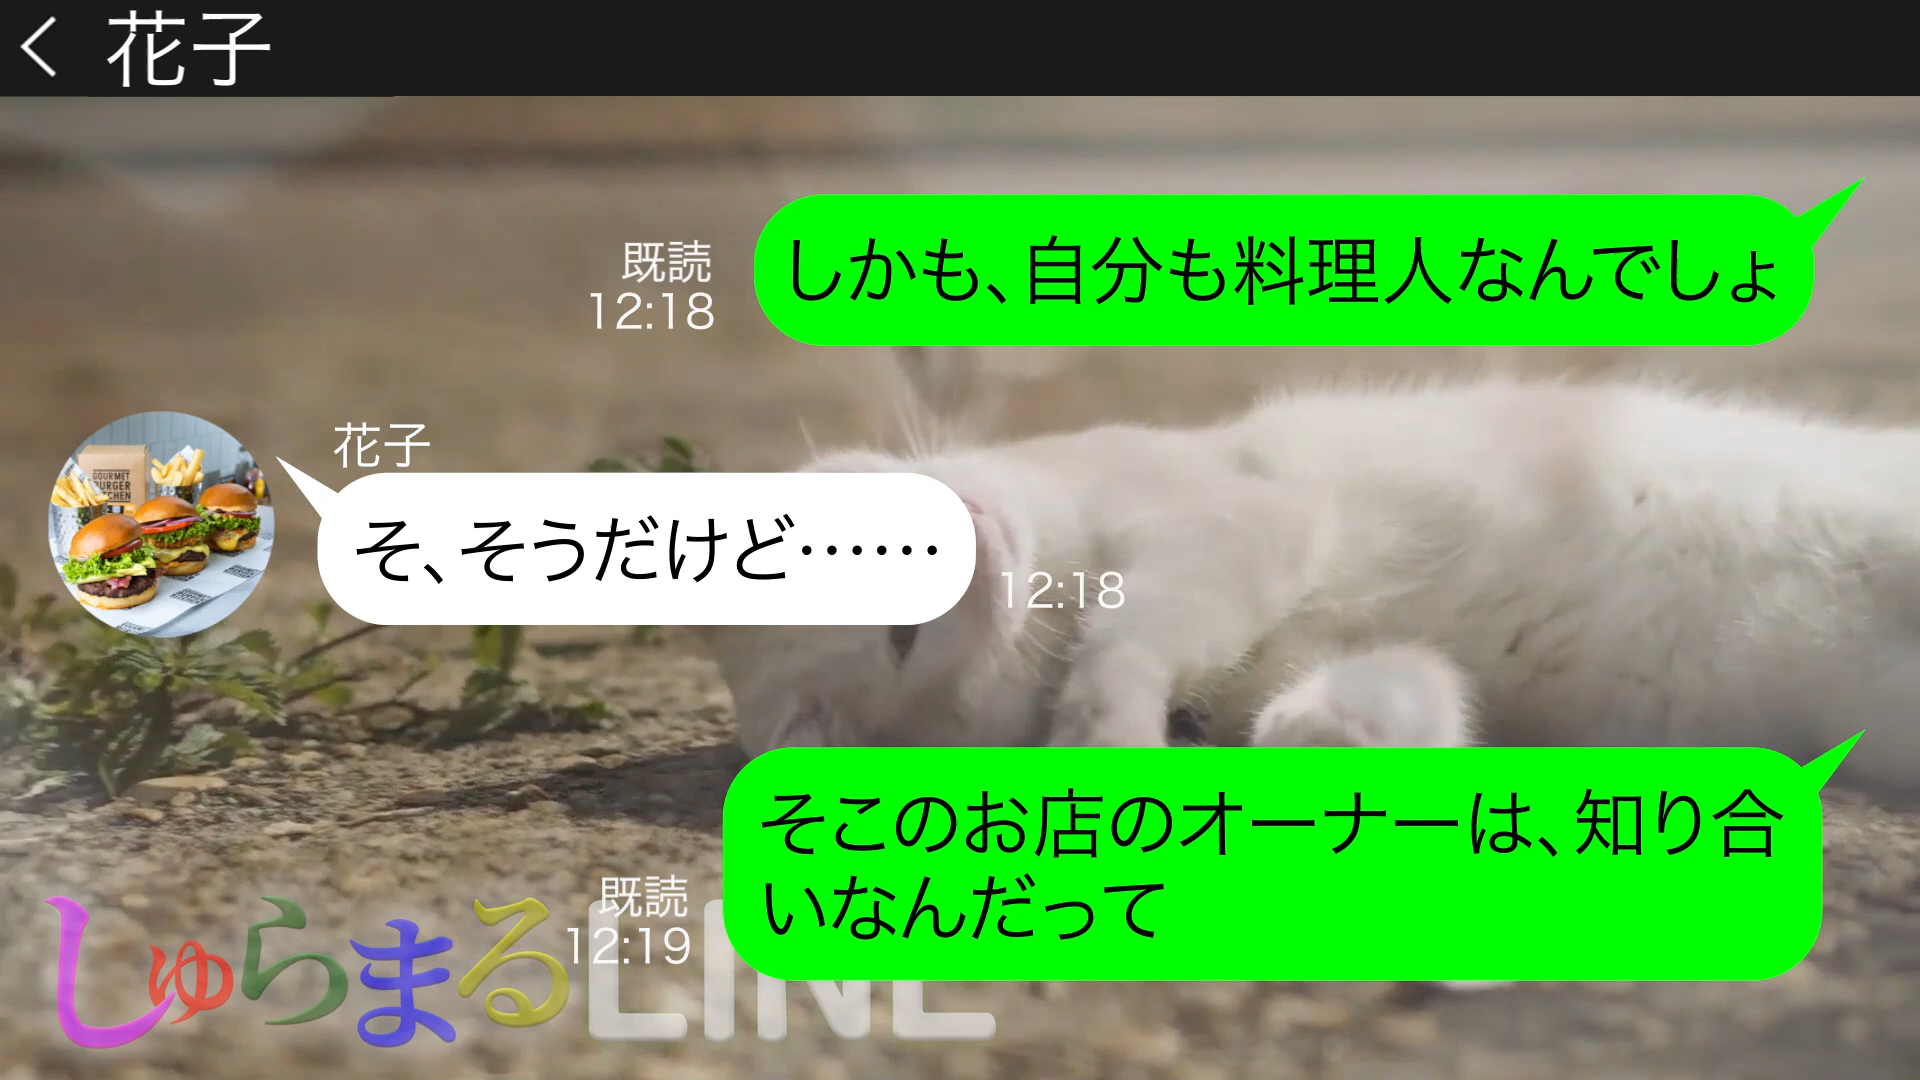 花子
しかも、自分も料理人なんでしょ
既読
12:18
花子
そ、そうだけど……
12:18
GOURMET
BURGER
KITCHEN
そこのお店のオーナーは、知り合
いなんだって
既読
12:19
しゅらまるLINE